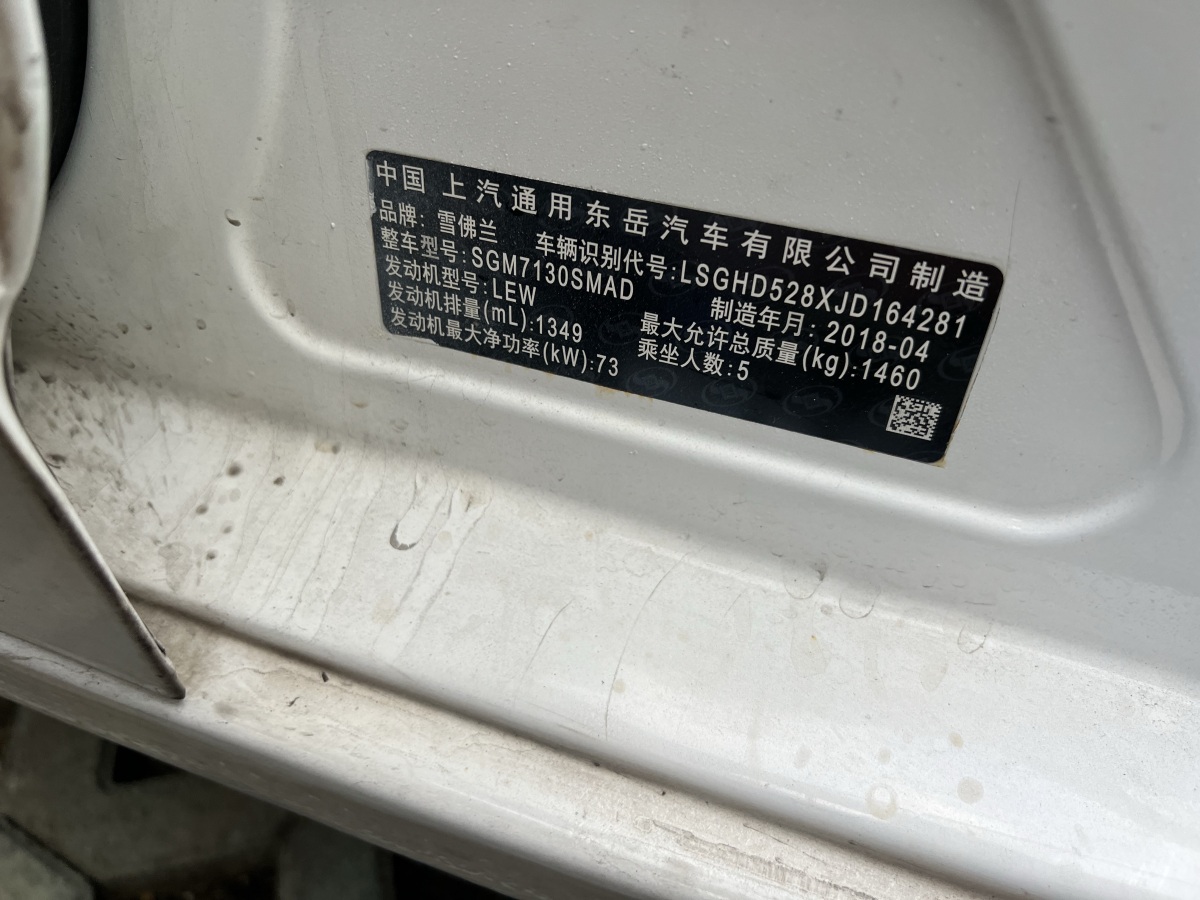 中国 上汽通用东岳汽车有限公司制造
品牌: 雪佛兰 车辆识别代号:LSGHD528XJD164281
整车型号:SGM7130SMAD 制造年月: 2018-04
发动机型号:LEW 最大允许总质量(kg):1460
发动机排量(mL):1349 乘坐人数:5
发动机最大净功率(kW):73